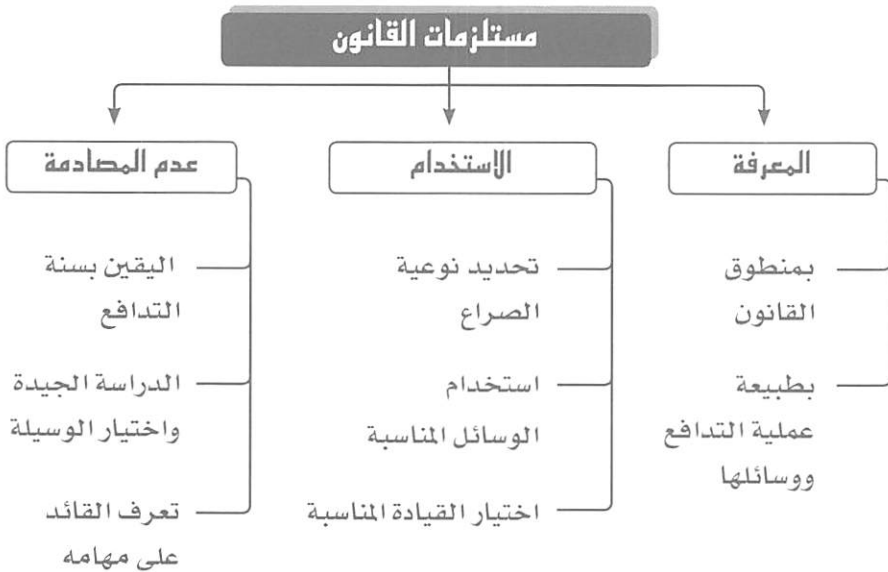 مستلزمات القانون
المعرفة
بمنطوق
القانون
بطبيعة
عملية التدافع
ووسائلها
الاستخدام
تحديد نوعية
الصراع
استخدام
الوسائل المناسبة
اختيار القيادة المناسبة
عدم المصادمة
اليقين بسنة
التدافع
الدراسة الجيدة
واختيار الوسيلة
تعرف القائد
على مهامه